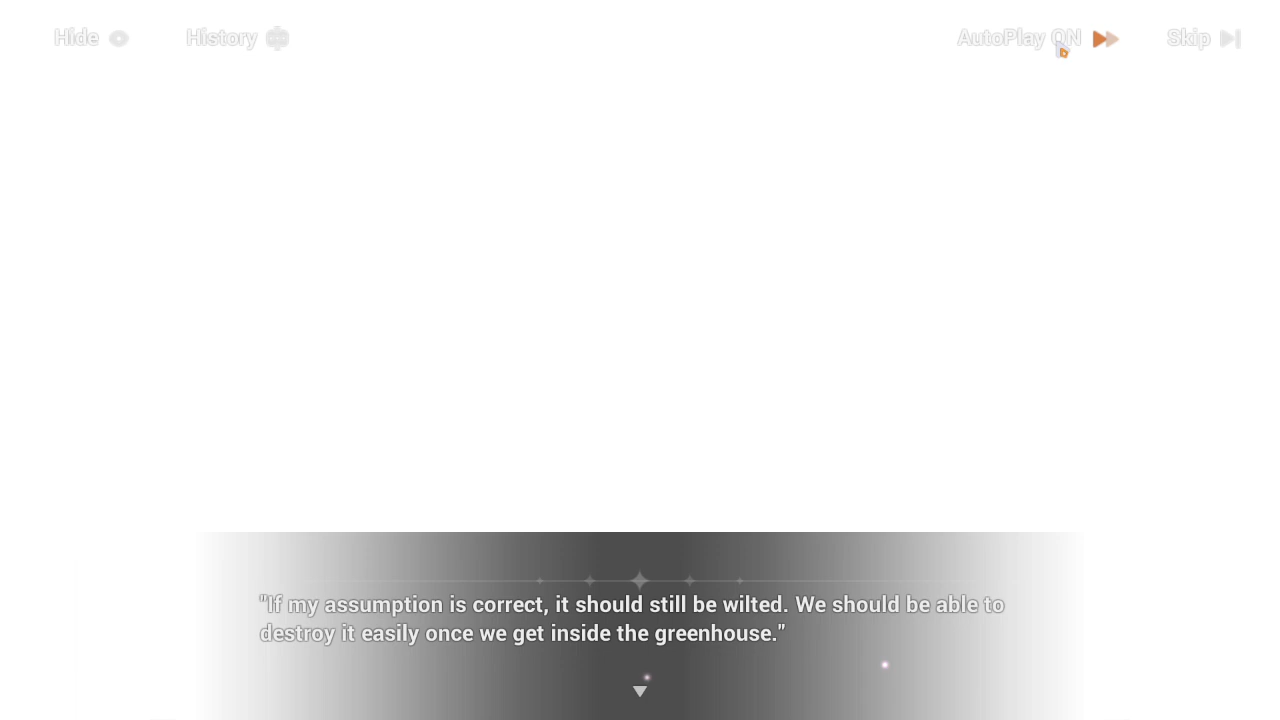 Hide
History
AutoPlay ON
Skip
"If my assumption is correct, it should still be wilted. We should be able to
destroy it easily once we get inside the greenhouse."